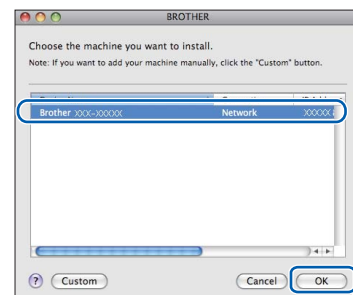 BROTHER
Choose the machine you want to install.
Note: If you want to add your machine manually, click the "Custom" button.
Brother XXX-XXXXX Network XXXXX
? Custom Cancel OK